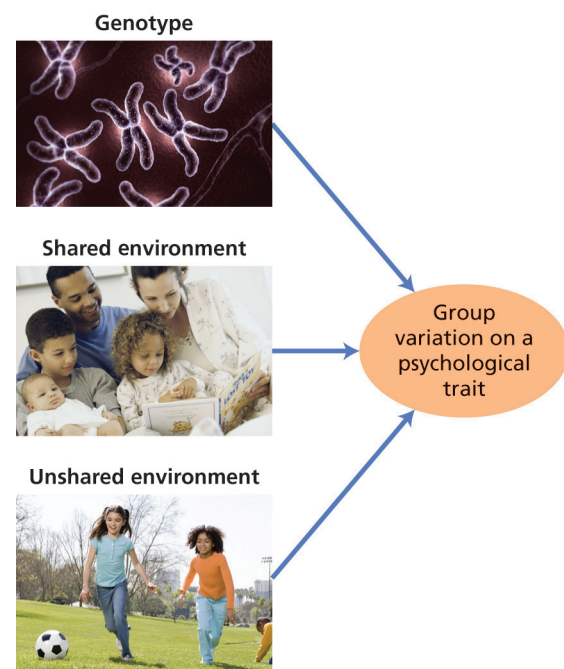 Genotype
Shared environment
Unshared environment
Group
variation on a
psychological
trait